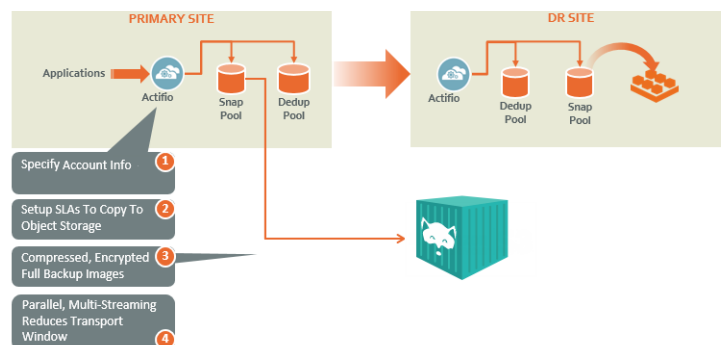 PRIMARY SITE
Applications
Actifio
Snap
Pool
Dedup
Pool
DR SITE
Actifio
Dedup
Pool
Snap
Pool
Specify Account Info
1
Setup SLAs To Copy To
Object Storage
2
Compressed, Encrypted
Full Backup Images
3
Parallel, Multi-Streaming
Reduces Transport
Window
4